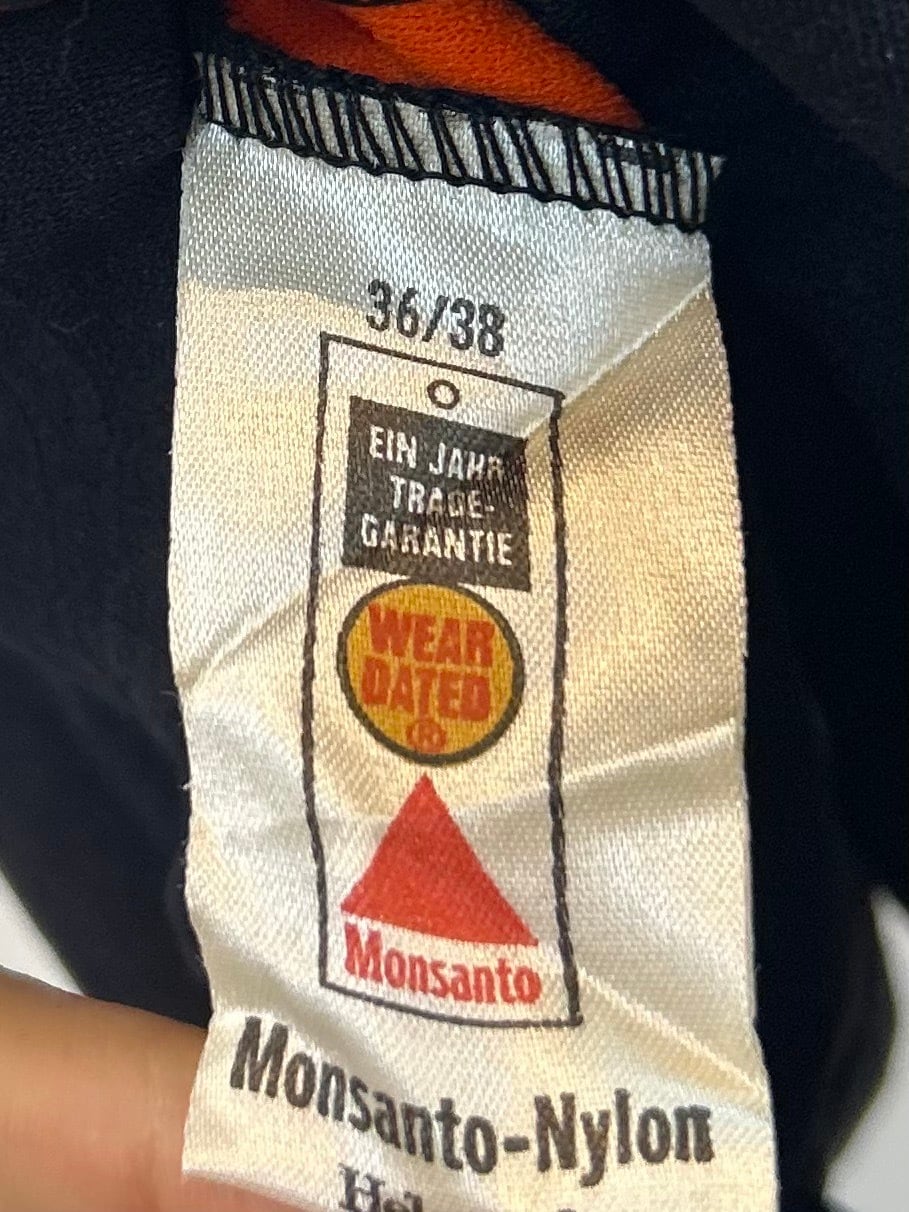 36/38
EIN JAHR
TRAGE-
GARANTIE
WEAR
DATED
®
Monsanto
Monsanto-Nylon